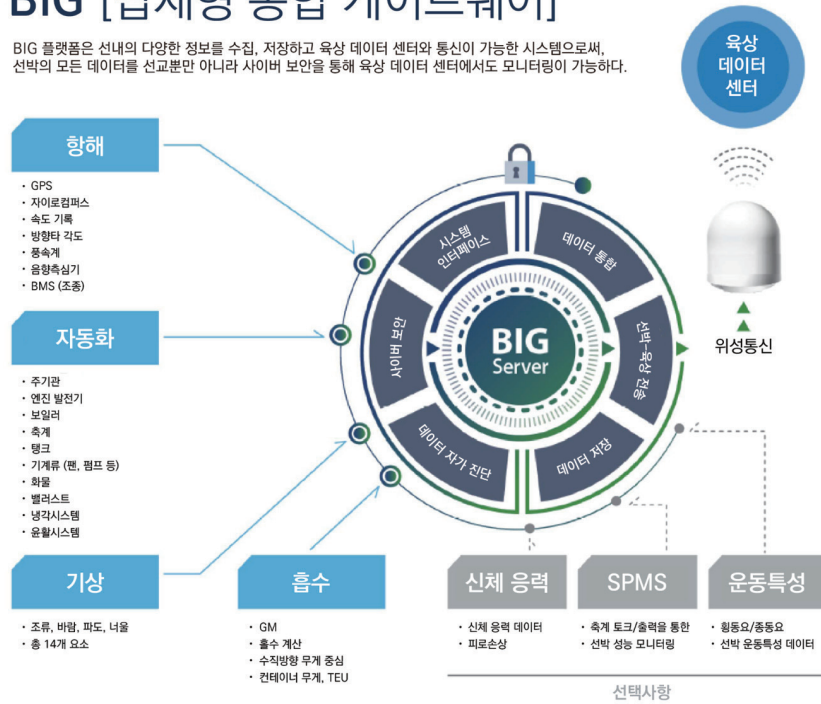 BIG [탑재형 통합 게이트웨이]
BIG 플랫폼은 선내의 다양한 정보를 수집, 저장하고 육상 데이터 센터와 통신이 가능한 시스템으로써,
선박의 모든 데이터를 선교뿐만 아니라 사이버 보안을 통해 육상 데이터 센터에서도 모니터링이 가능하다.
육상
데이터
센터
위성통신
항해
· GPS
· 자이로컴퍼스
· 속도 기록
· 방향타 각도
· 풍속계
· 음향측심기
· BMS (조종)
자동화
· 주기관
· 엔진 발전기
· 보일러
· 축계
· 탱크
· 기계류 (팬, 펌프 등)
· 화물
· 밸러스트
· 냉각시스템
· 윤활시스템
시스템
인터페이스
데이터 통합
사이버 보안
BIG
Server
선박-육상 전송
데이터 자가 진단
데이터 저장
기상
· 조류, 바람, 파도, 너울
· 총 14개 요소
흡수
· GM
· 흘수 계산
· 수직방향 무게 중심
· 컨테이너 무게, TEU
신체 응력
· 신체 응력 데이터
· 피로손상
SPMS
· 축계 토크/출력을 통한
· 선박 성능 모니터링
운동특성
· 횡동요/종동요
· 선박 운동특성 데이터
선택사항